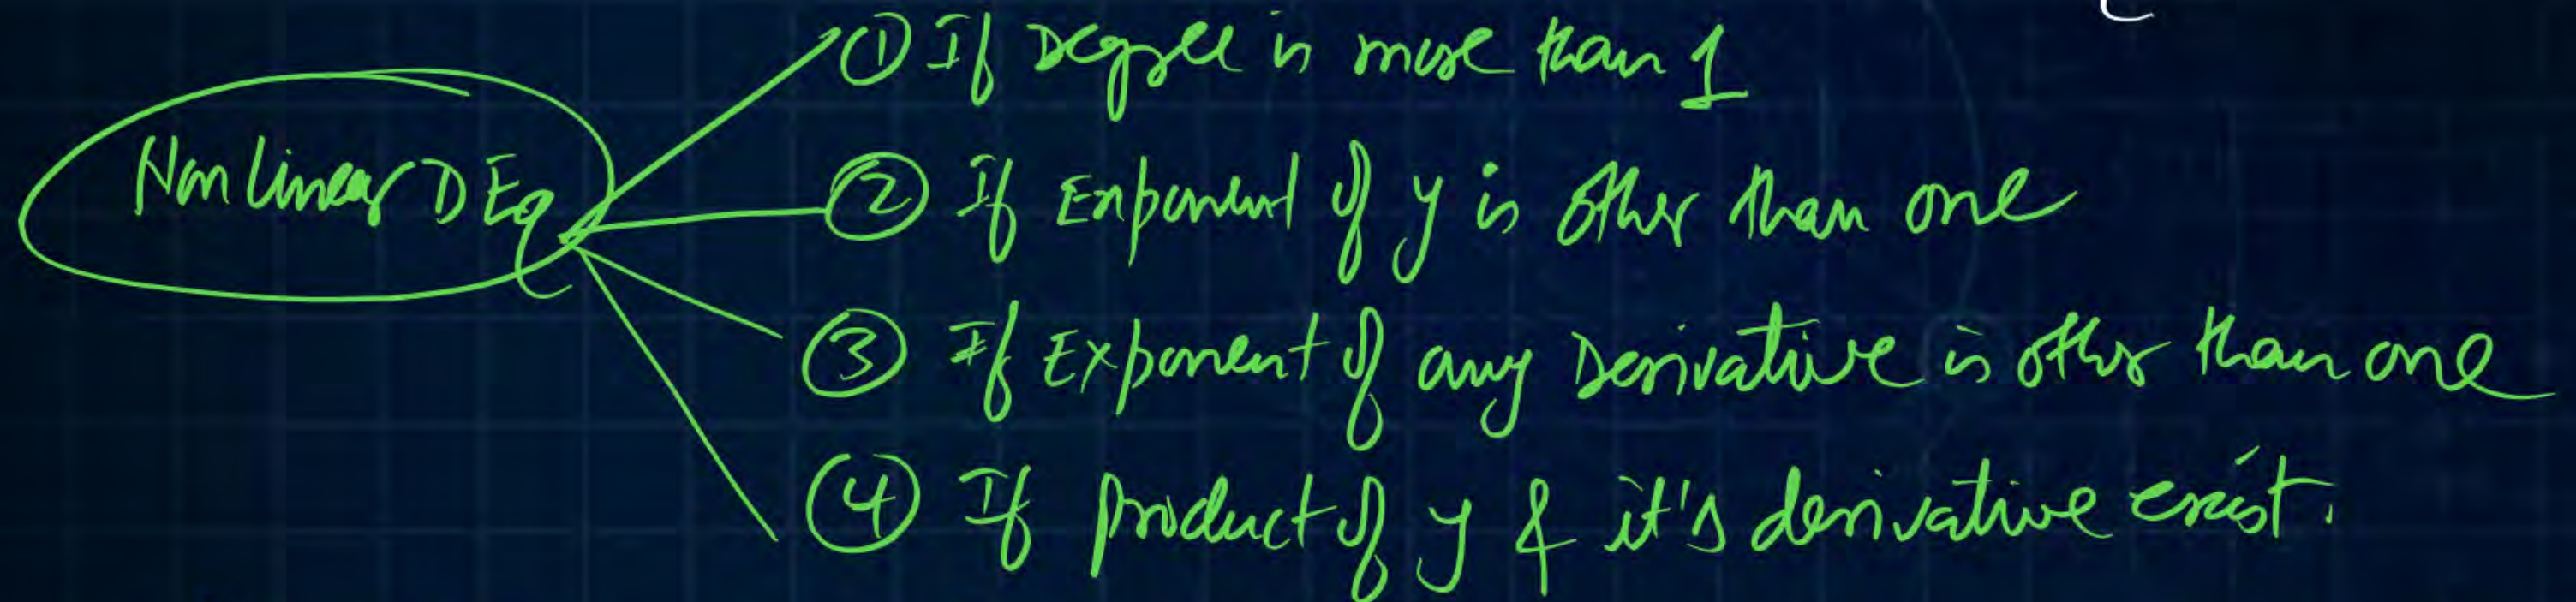 Non linear D Eq
① If Degree is more than 1
② If Exponent of y is other than one
③ If Exponent of any Derivative is other than one
④ If product of y & it's derivative exist.